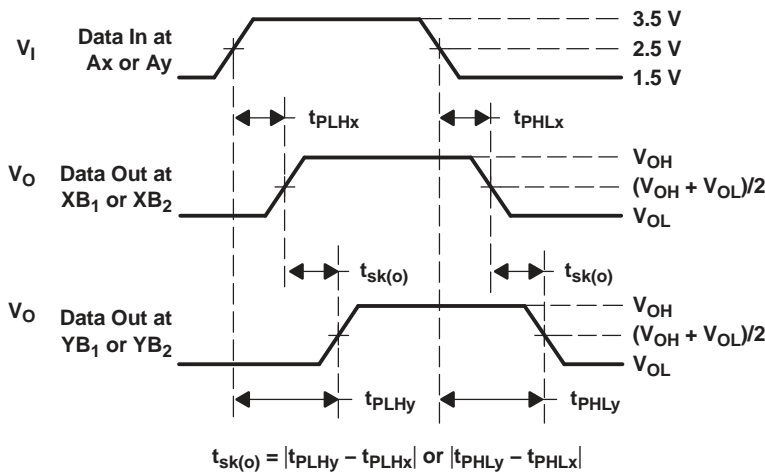 V_I
Data In at
Ax or Ay
3.5 V
2.5 V
1.5 V
t_PLHx
t_PHLx
V_O
Data Out at
XB_1 or XB_2
V_OH
(V_OH + V_OL)/2
V_OL
t_sk(o)
t_sk(o)
V_O
Data Out at
YB_1 or YB_2
V_OH
(V_OH + V_OL)/2
V_OL
t_PLHy
t_PHLy
t_sk(o) = |t_PLHy – t_PLHx| or |t_PHLy – t_PHLx|